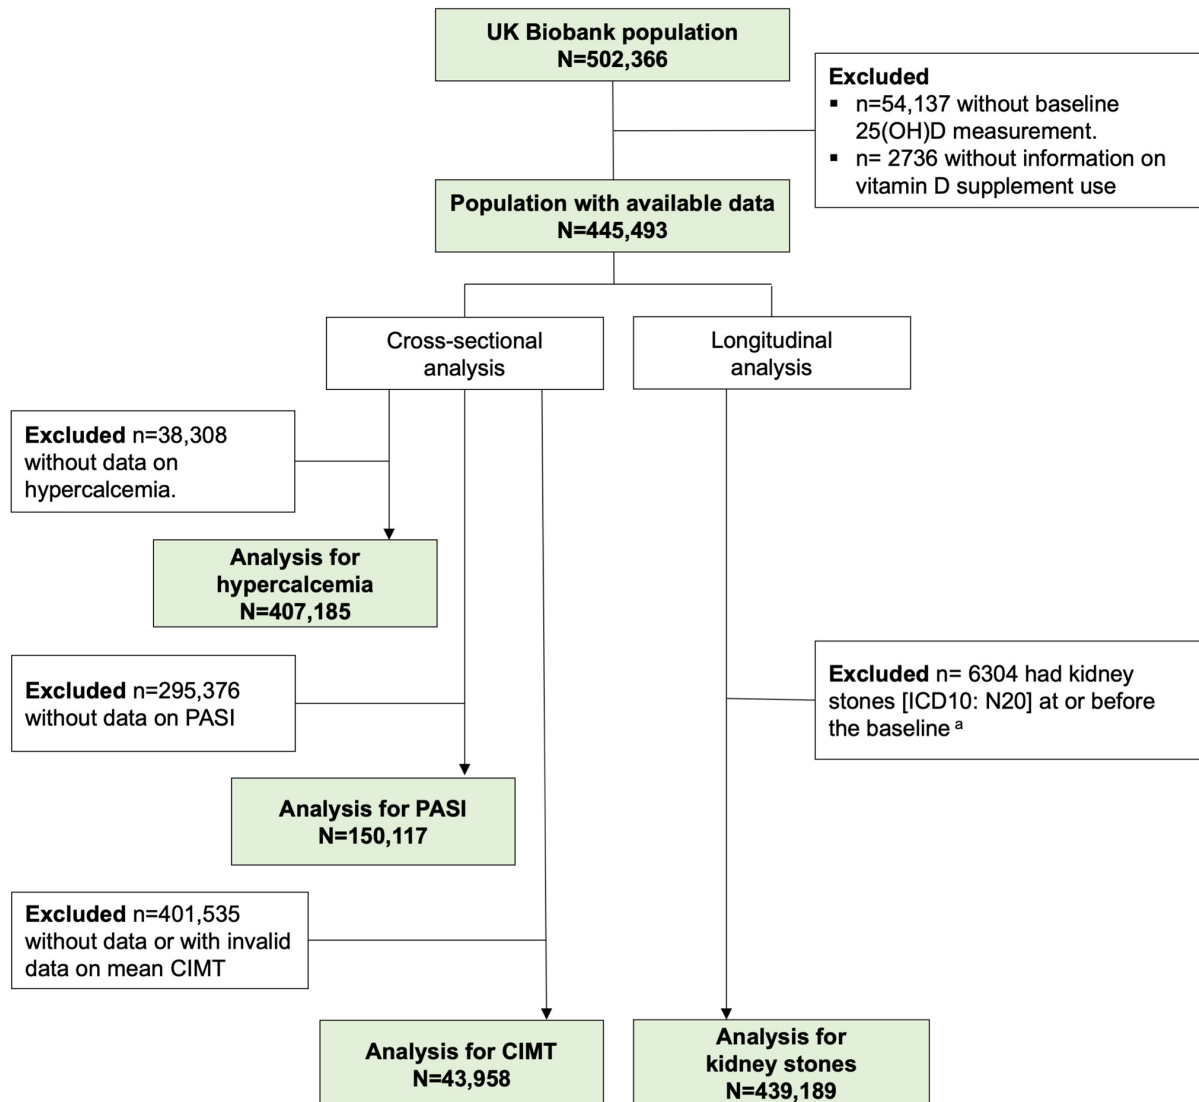 UK Biobank population
N=502,366
Excluded
▪ n=54,137 without baseline
25(OH)D measurement.
▪ n= 2736 without information on
vitamin D supplement use
Population with available data
N=445,493
Cross-sectional
analysis
Longitudinal
analysis
Excluded n=38,308
without data on
hypercalcemia.
Analysis for
hypercalcemia
N=407,185
Excluded n=295,376
without data on PASI
Excluded n= 6304 had kidney
stones [ICD10: N20] at or before
the baseline ᵃ
Analysis for PASI
N=150,117
Excluded n=401,535
without data or with invalid
data on mean CIMT
Analysis for CIMT
N=43,958
Analysis for
kidney stones
N=439,189